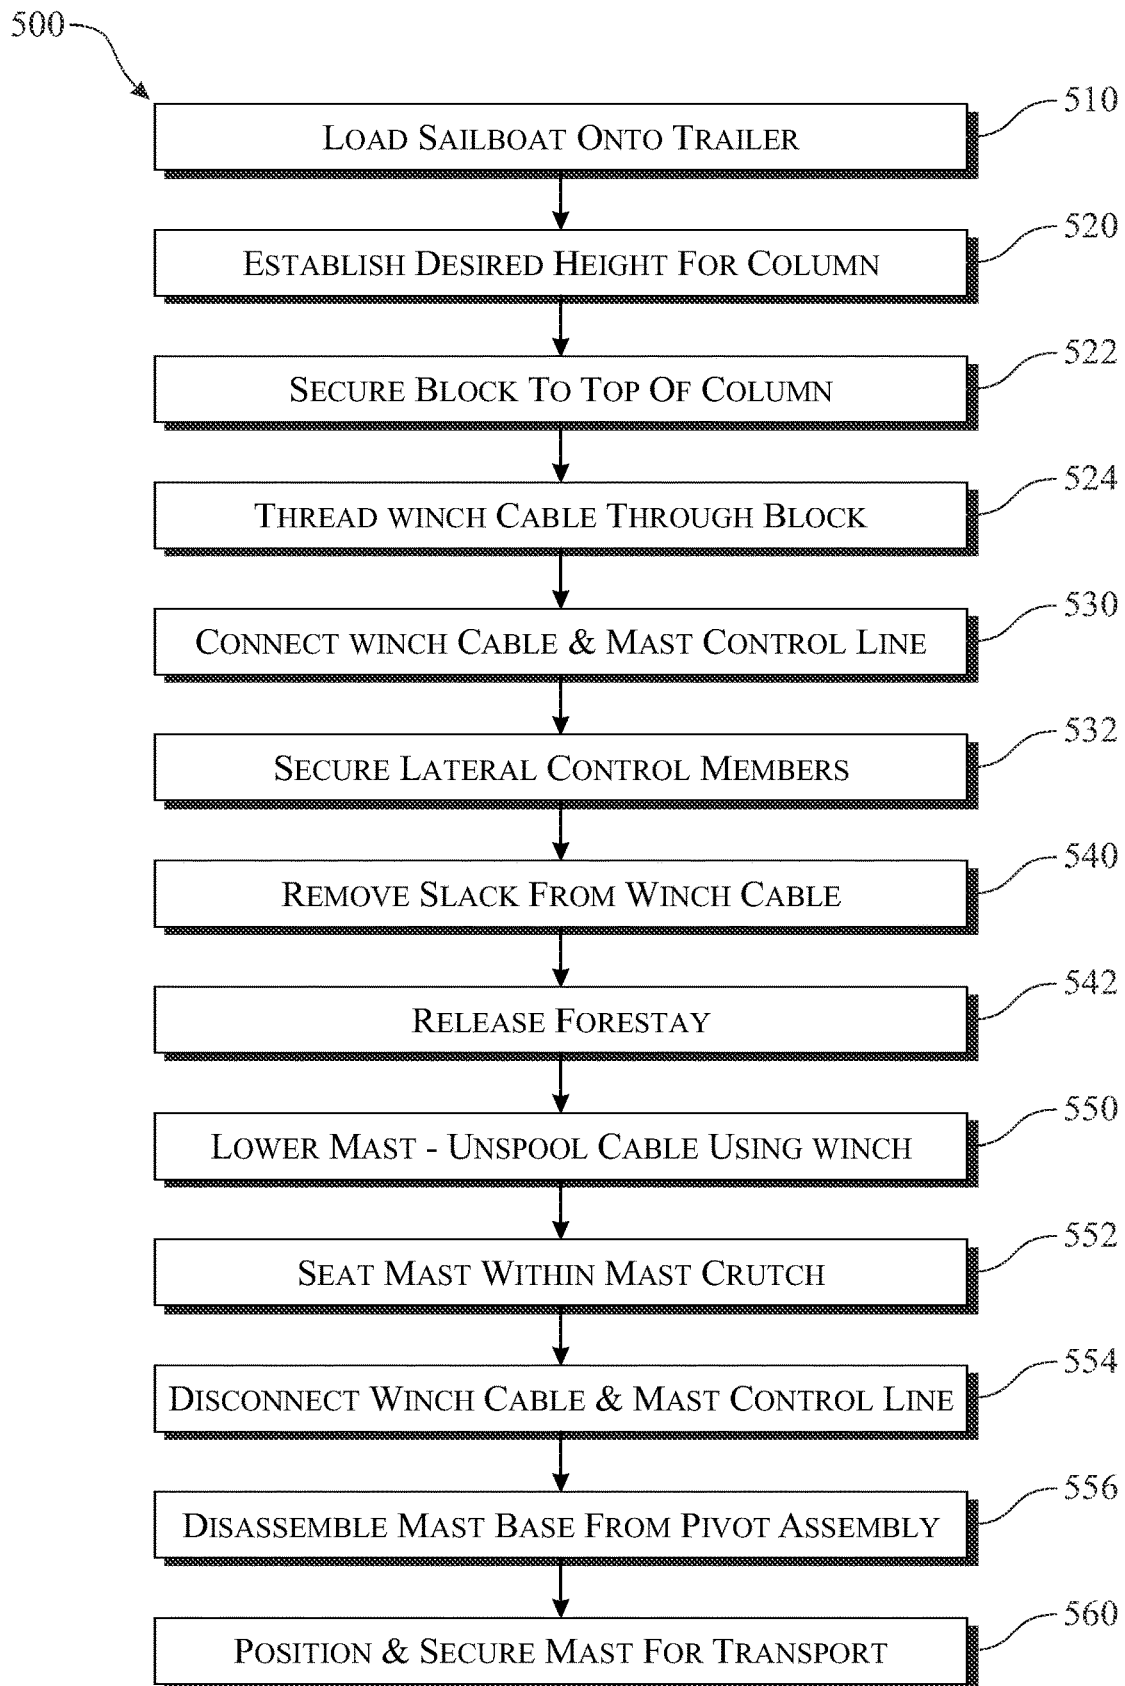 500
510
LOAD SAILBOAT ONTO TRAILER
520
ESTABLISH DESIRED HEIGHT FOR COLUMN
522
SECURE BLOCK TO TOP OF COLUMN
524
THREAD WINCH CABLE THROUGH BLOCK
530
CONNECT WINCH CABLE & MAST CONTROL LINE
532
SECURE LATERAL CONTROL MEMBERS
540
REMOVE SLACK FROM WINCH CABLE
542
RELEASE FORESTAY
550
LOWER MAST - UNSPOOL CABLE USING WINCH
552
SEAT MAST WITHIN MAST CRUTCH
554
DISCONNECT WINCH CABLE & MAST CONTROL LINE
556
DISASSEMBLE MAST BASE FROM PIVOT ASSEMBLY
560
POSITION & SECURE MAST FOR TRANSPORT